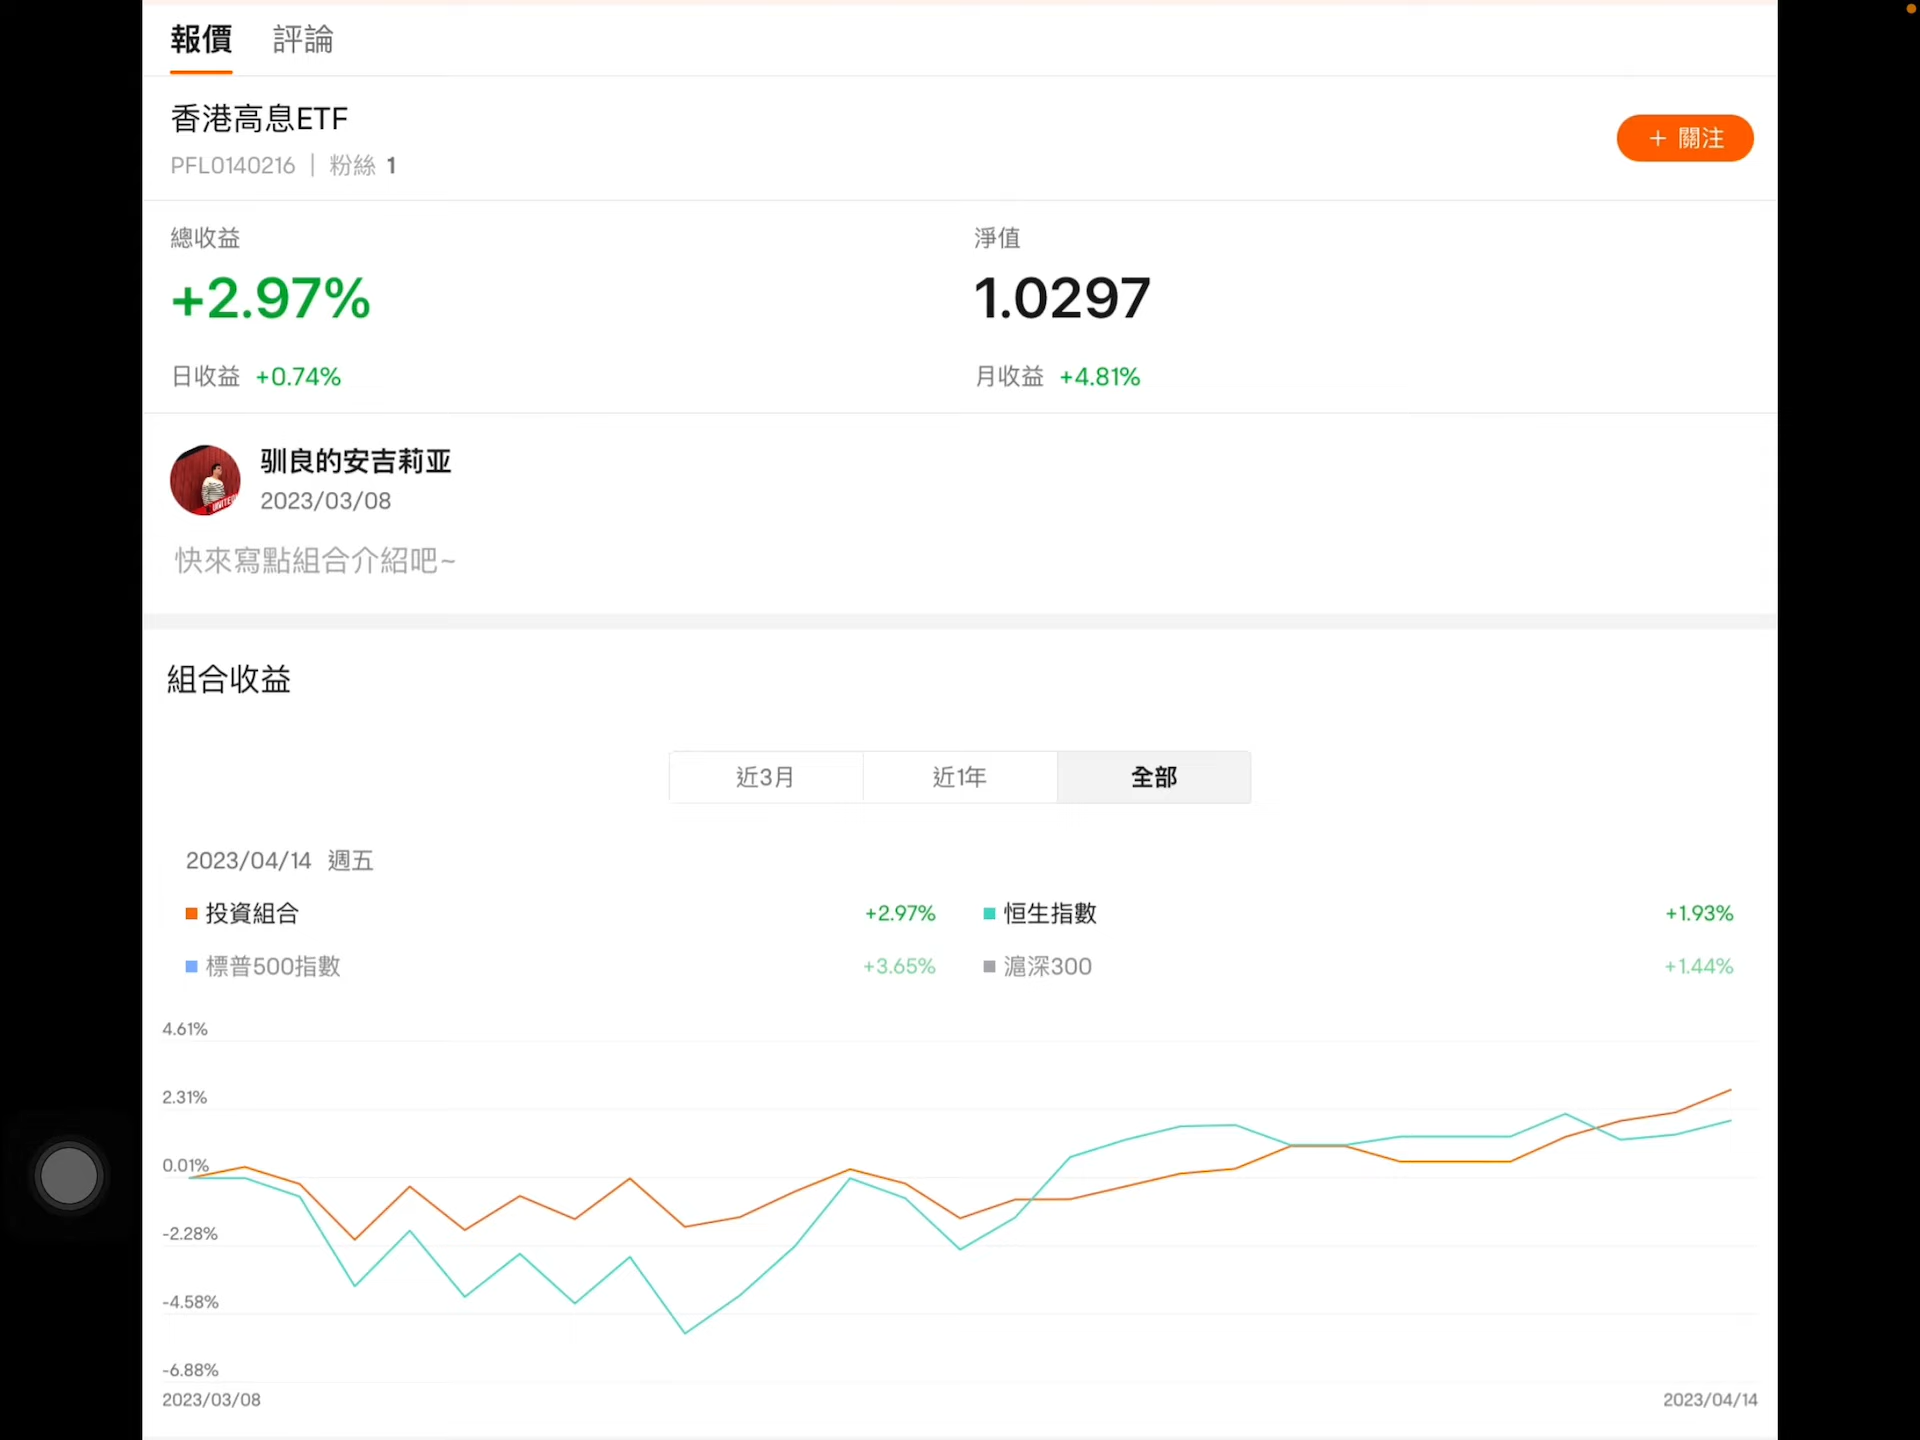 報價 評論
香港高息ETF
PFL0140216 | 粉絲 1
+ 關注
總收益 淨值
+2.97% 1.0297
日收益 +0.74% 月收益 +4.81%
驯良的安吉莉亚
2023/03/08
快來寫點組合介紹吧~
組合收益
近3月 近1年 全部
2023/04/14 週五
投資組合 +2.97% 恒生指數 +1.93%
標普500指數 +3.65% 滬深300 +1.44%
4.61%
2.31%
0.01%
-2.28%
-4.58%
-6.88%
2023/03/08 2023/04/14